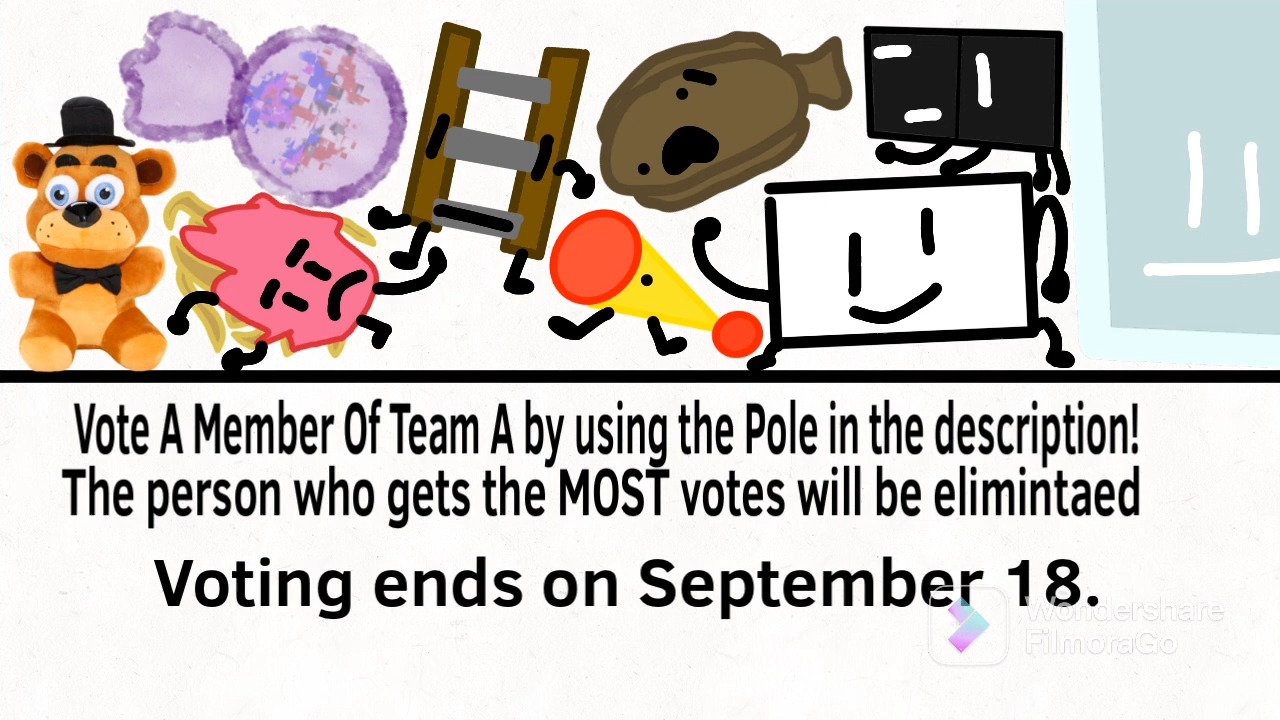 Vote A Member Of Team A by using the Pole in the description!
The person who gets the MOST votes will be elimintaed
Voting ends on September 18.
Wondershare
FilmoraGo